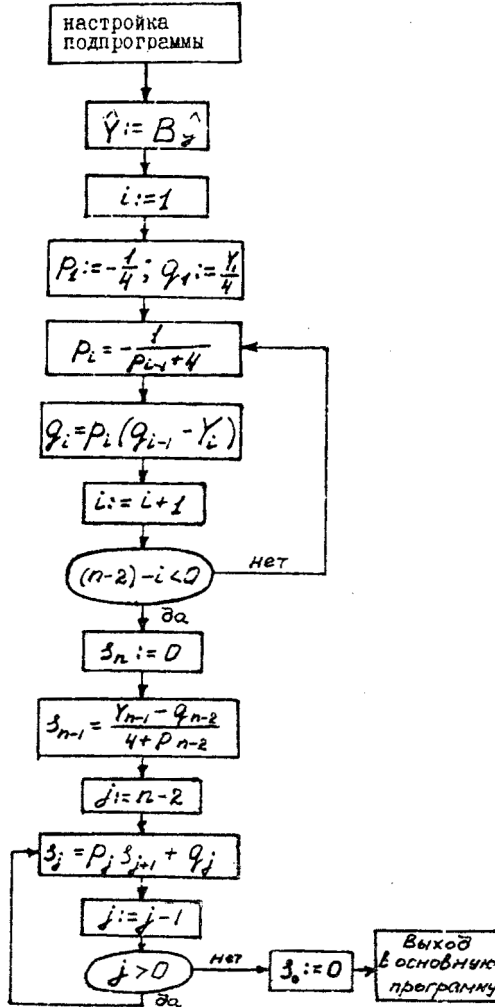 настройка
подпрограммы
Ŷ := Bŷ
i := 1
P₁ := -1/4; q₁ := Y₁/4
Pᵢ = -1/(Pᵢ₋₁ + 4)
qᵢ = Pᵢ(qᵢ₋₁ - Yᵢ)
i := i + 1
(n-2) - i < 0
нет
да
sₙ := 0
sₙ₋₁ = (Yₙ₋₁ - qₙ₋₂)/(4 + Pₙ₋₂)
j := n-2
sⱼ = Pⱼ sⱼ₊₁ + qⱼ
j := j-1
j > 0
нет
да
s₀ := 0
Выход
в основную
программу